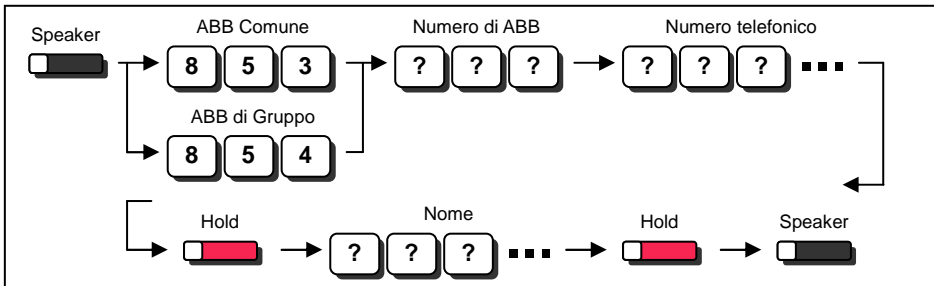 Speaker
ABB Comune
Numero di ABB
Numero telefonico
8 5 3
? ? ?
? ? ?
ABB di Gruppo
8 5 4
Hold
Nome
Hold
Speaker
? ? ?